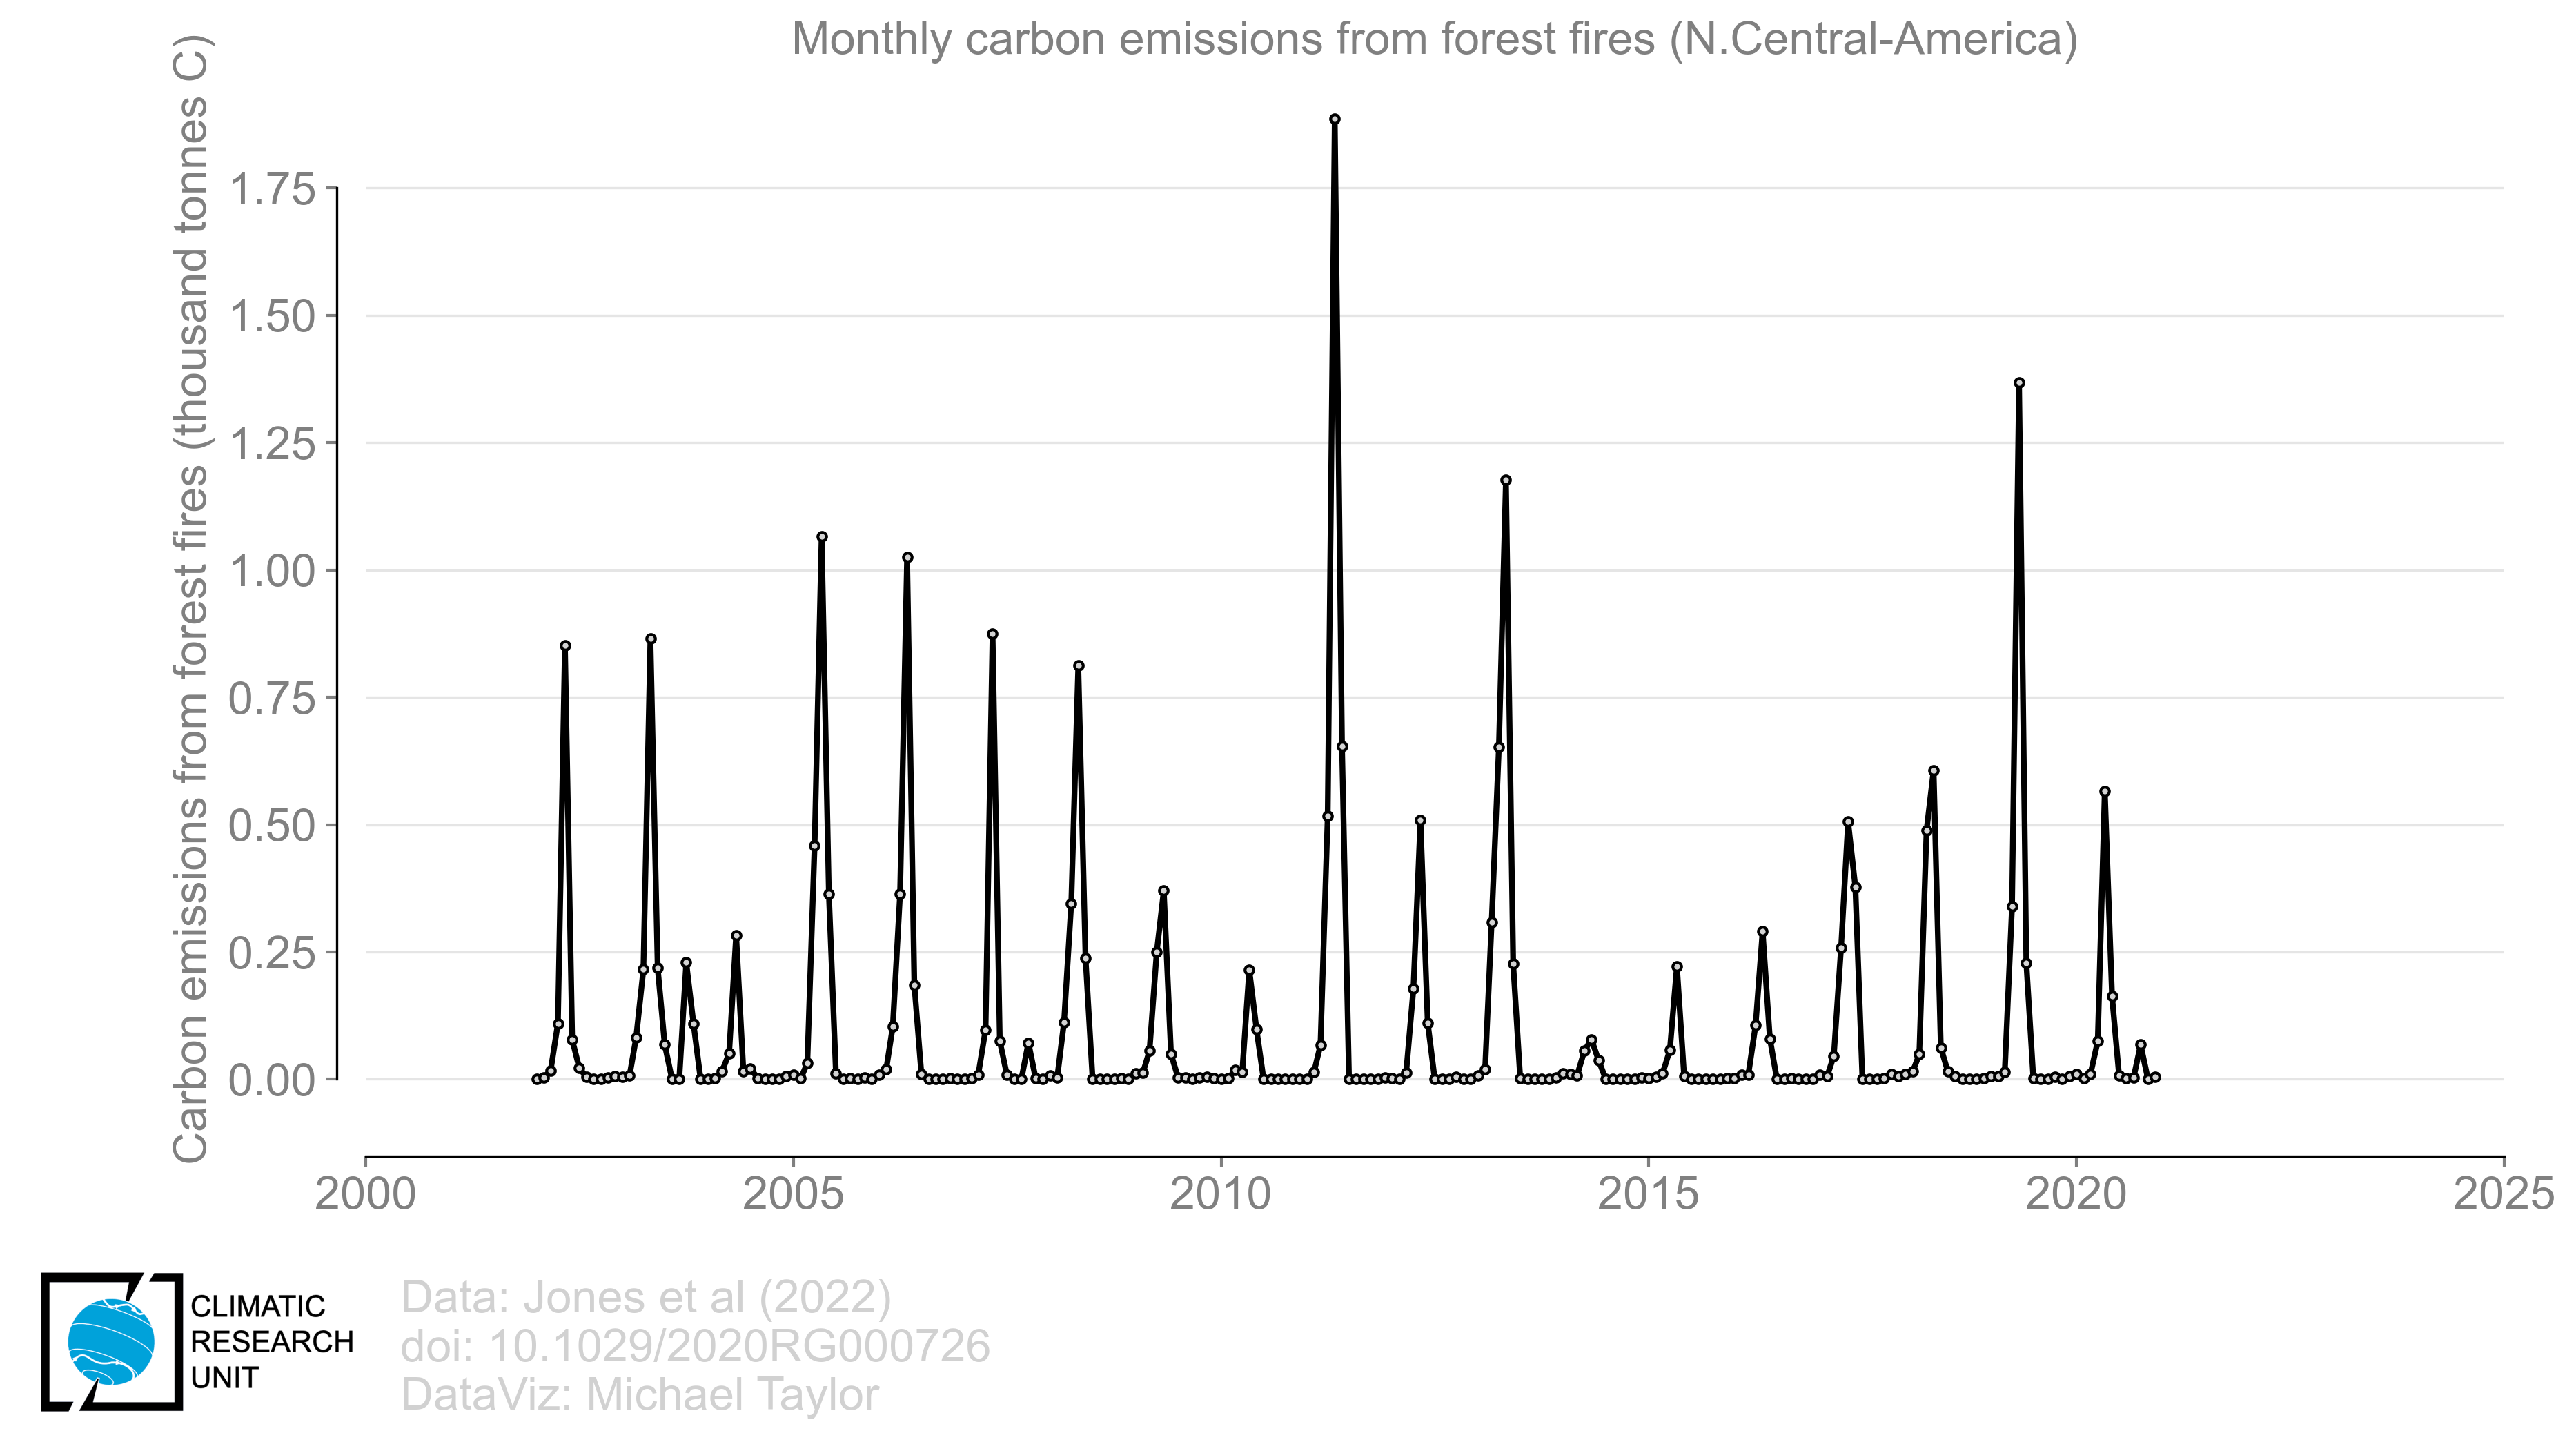 Monthly carbon emissions from forest fires (N.Central-America)
Carbon emissions from forest fires (thousand tonnes C)
1.75
1.50
1.25
1.00
0.75
0.50
0.25
0.00
2000 2005 2010 2015 2020 2025
CLIMATIC
RESEARCH
UNIT
Data: Jones et al (2022)
doi: 10.1029/2020RG000726
DataViz: Michael Taylor